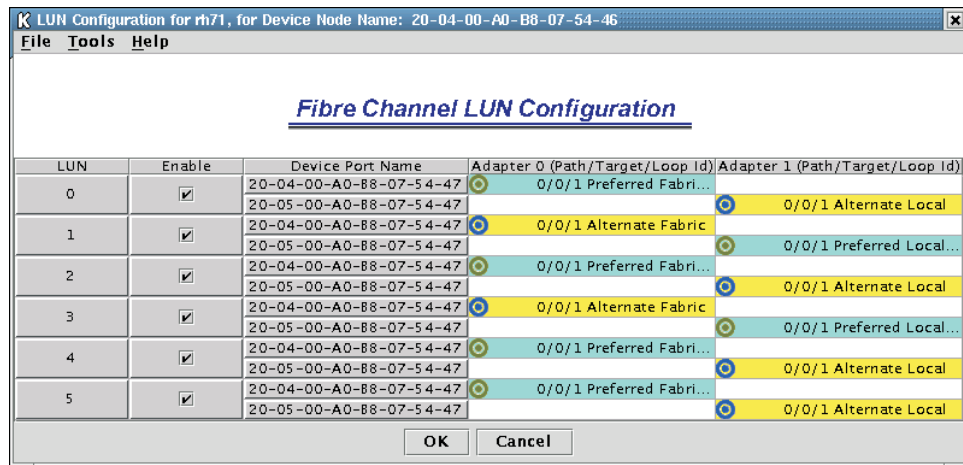 LUN Configuration for rh71, for Device Node Name: 20-04-00-A0-B8-07-54-46
File Tools Help
Fibre Channel LUN Configuration
LUN Enable Device Port Name Adapter 0 (Path/Target/Loop Id) Adapter 1 (Path/Target/Loop Id)
0 20-04-00-A0-B8-07-54-47 0/0/1 Preferred Fabri...
20-05-00-A0-B8-07-54-47 0/0/1 Alternate Local
1 20-04-00-A0-B8-07-54-47 0/0/1 Alternate Fabric
20-05-00-A0-B8-07-54-47 0/0/1 Preferred Local...
2 20-04-00-A0-B8-07-54-47 0/0/1 Preferred Fabri...
20-05-00-A0-B8-07-54-47 0/0/1 Alternate Local
3 20-04-00-A0-B8-07-54-47 0/0/1 Alternate Fabric
20-05-00-A0-B8-07-54-47 0/0/1 Preferred Local...
4 20-04-00-A0-B8-07-54-47 0/0/1 Preferred Fabri...
20-05-00-A0-B8-07-54-47 0/0/1 Alternate Local
5 20-04-00-A0-B8-07-54-47 0/0/1 Preferred Fabri...
20-05-00-A0-B8-07-54-47 0/0/1 Alternate Local
OK Cancel